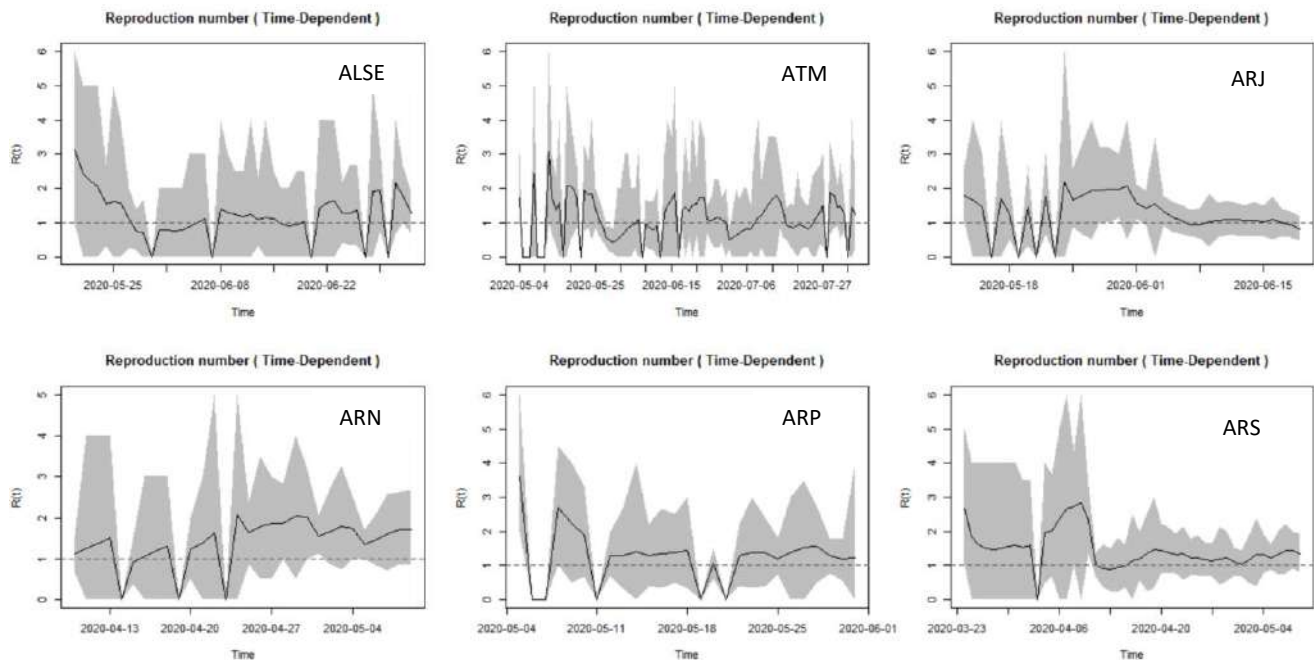 Reproduction number ( Time-Dependent )
ALSE
R(t)
6
5
4
3
2
1
0
2020-05-25
2020-06-08
2020-06-22
Time
Reproduction number ( Time-Dependent )
ATM
R(t)
6
5
4
3
2
1
0
2020-05-04
2020-05-25
2020-06-15
2020-07-06
2020-07-27
Time
Reproduction number ( Time-Dependent )
ARJ
R(t)
6
5
4
3
2
1
0
2020-05-18
2020-06-01
2020-06-15
Time
Reproduction number ( Time-Dependent )
ARN
R(t)
5
4
3
2
1
0
2020-04-13
2020-04-20
2020-04-27
2020-05-04
Time
Reproduction number ( Time-Dependent )
ARP
R(t)
6
5
4
3
2
1
0
2020-05-04
2020-05-11
2020-05-18
2020-05-25
2020-06-01
Time
Reproduction number ( Time-Dependent )
ARS
R(t)
6
5
4
3
2
1
0
2020-03-23
2020-04-06
2020-04-20
2020-05-04
Time